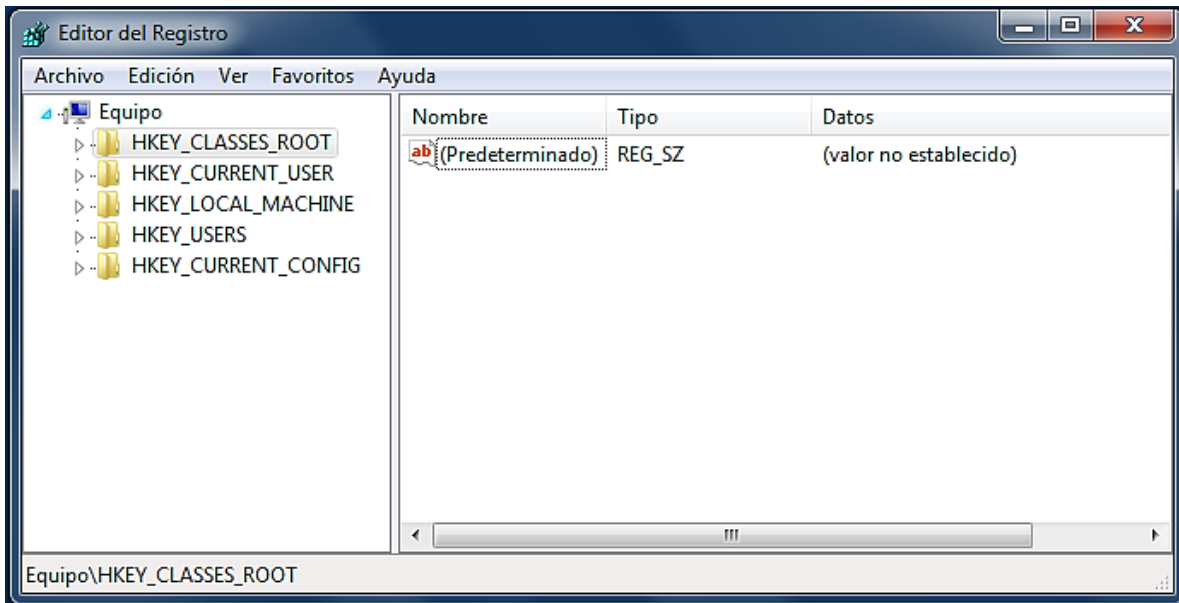 Editor del Registro
Archivo Edición Ver Favoritos Ayuda
Equipo
HKEY_CLASSES_ROOT
HKEY_CURRENT_USER
HKEY_LOCAL_MACHINE
HKEY_USERS
HKEY_CURRENT_CONFIG
Nombre Tipo Datos
ab (Predeterminado) REG_SZ (valor no establecido)
Equipo\HKEY_CLASSES_ROOT